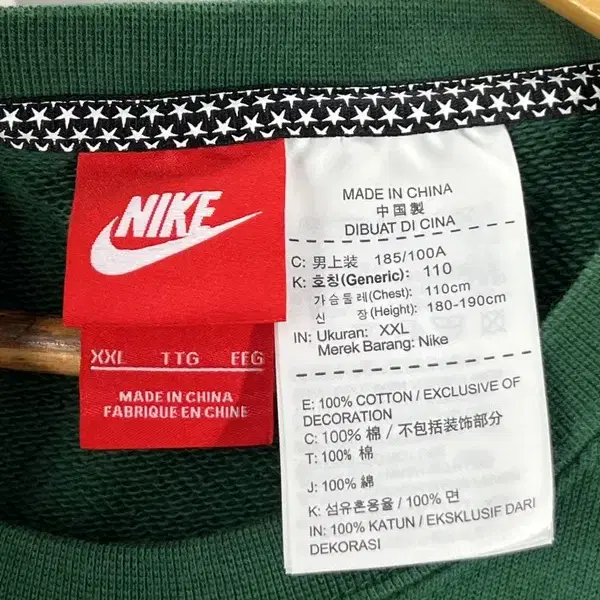 NIKE
XXL TTG EEG
MADE IN CHINA
FABRIQUÉ EN CHINE
MADE IN CHINA
中国製
DIBUAT DI CINA
C: 男上装 185/100A
K: 호칭(Generic): 110
가슴둘레(Chest): 110cm
신 장(Height): 180-190cm
IN: Ukuran: XXL
Merek Barang: Nike
E: 100% COTTON / EXCLUSIVE OF
DECORATION
C: 100% 棉 / 不包括装饰部分
T: 100% 棉
J: 100% 綿
K: 섬유혼용율 / 100% 면
IN: 100% KATUN / EKSKLUSIF DARI
DEKORASI